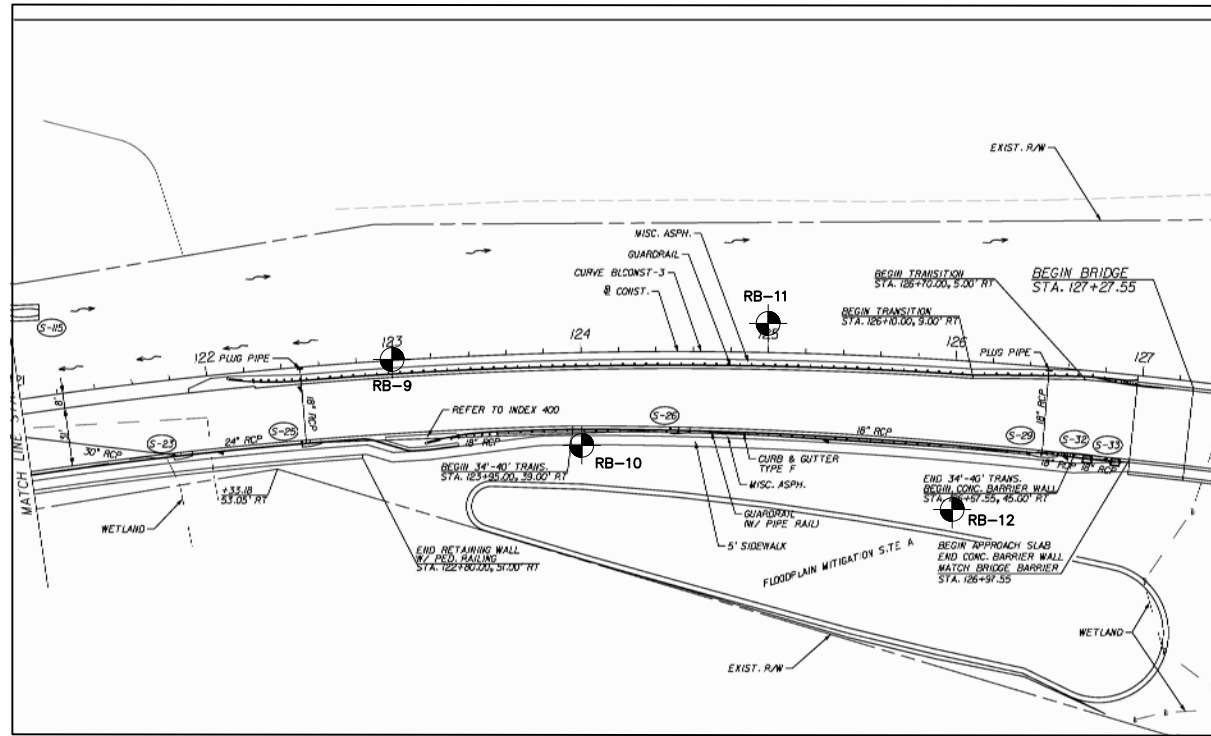 EXIST. R/W
MISC. ASPH.
GUARDRAIL
CURVE BLCONST-3
℄ CONST.
BEGIN TRANSITION
STA. 126+70.00, 5.00' RT
BEGIN BRIDGE
STA. 127+27.55
RB-11
BEGIN TRANSITION
STA. 126+10.00, 9.00' RT
S-115
122
PLUG PIPE
123
124
125
126
PLUG PIPE
127
RB-9
8'
31'
18" RCP
REFER TO INDEX 400
S-26
18" RCP
18" RCP
S-25
24" RCP
S-23
30" RCP
18" RCP
S-29
S-32
S-33
18" RCP
18" RCP
MATCH LINE STA.
RB-10
CURB & GUTTER
TYPE F
MISC. ASPH.
BEGIN 34'-40' TRANS.
STA. 123+95.00, 39.00' RT
END 34'-40' TRANS.
BEGIN CONC. BARRIER WALL
45.00' RT
+33.18
53.05' RT
WETLAND
GUARDRAIL
(W/ PIPE RAIL)
RB-12
5' SIDEWALK
END RETAINING WALL
W/ PED. RAILING
STA. 122+80.00, 51.00' RT
BEGIN APPROACH SLAB
END CONC. BARRIER WALL
MATCH BRIDGE BARRIER
STA. 126+97.55
FLOODPLAIN MITIGATION SITE A
WETLAND
EXIST. R/W